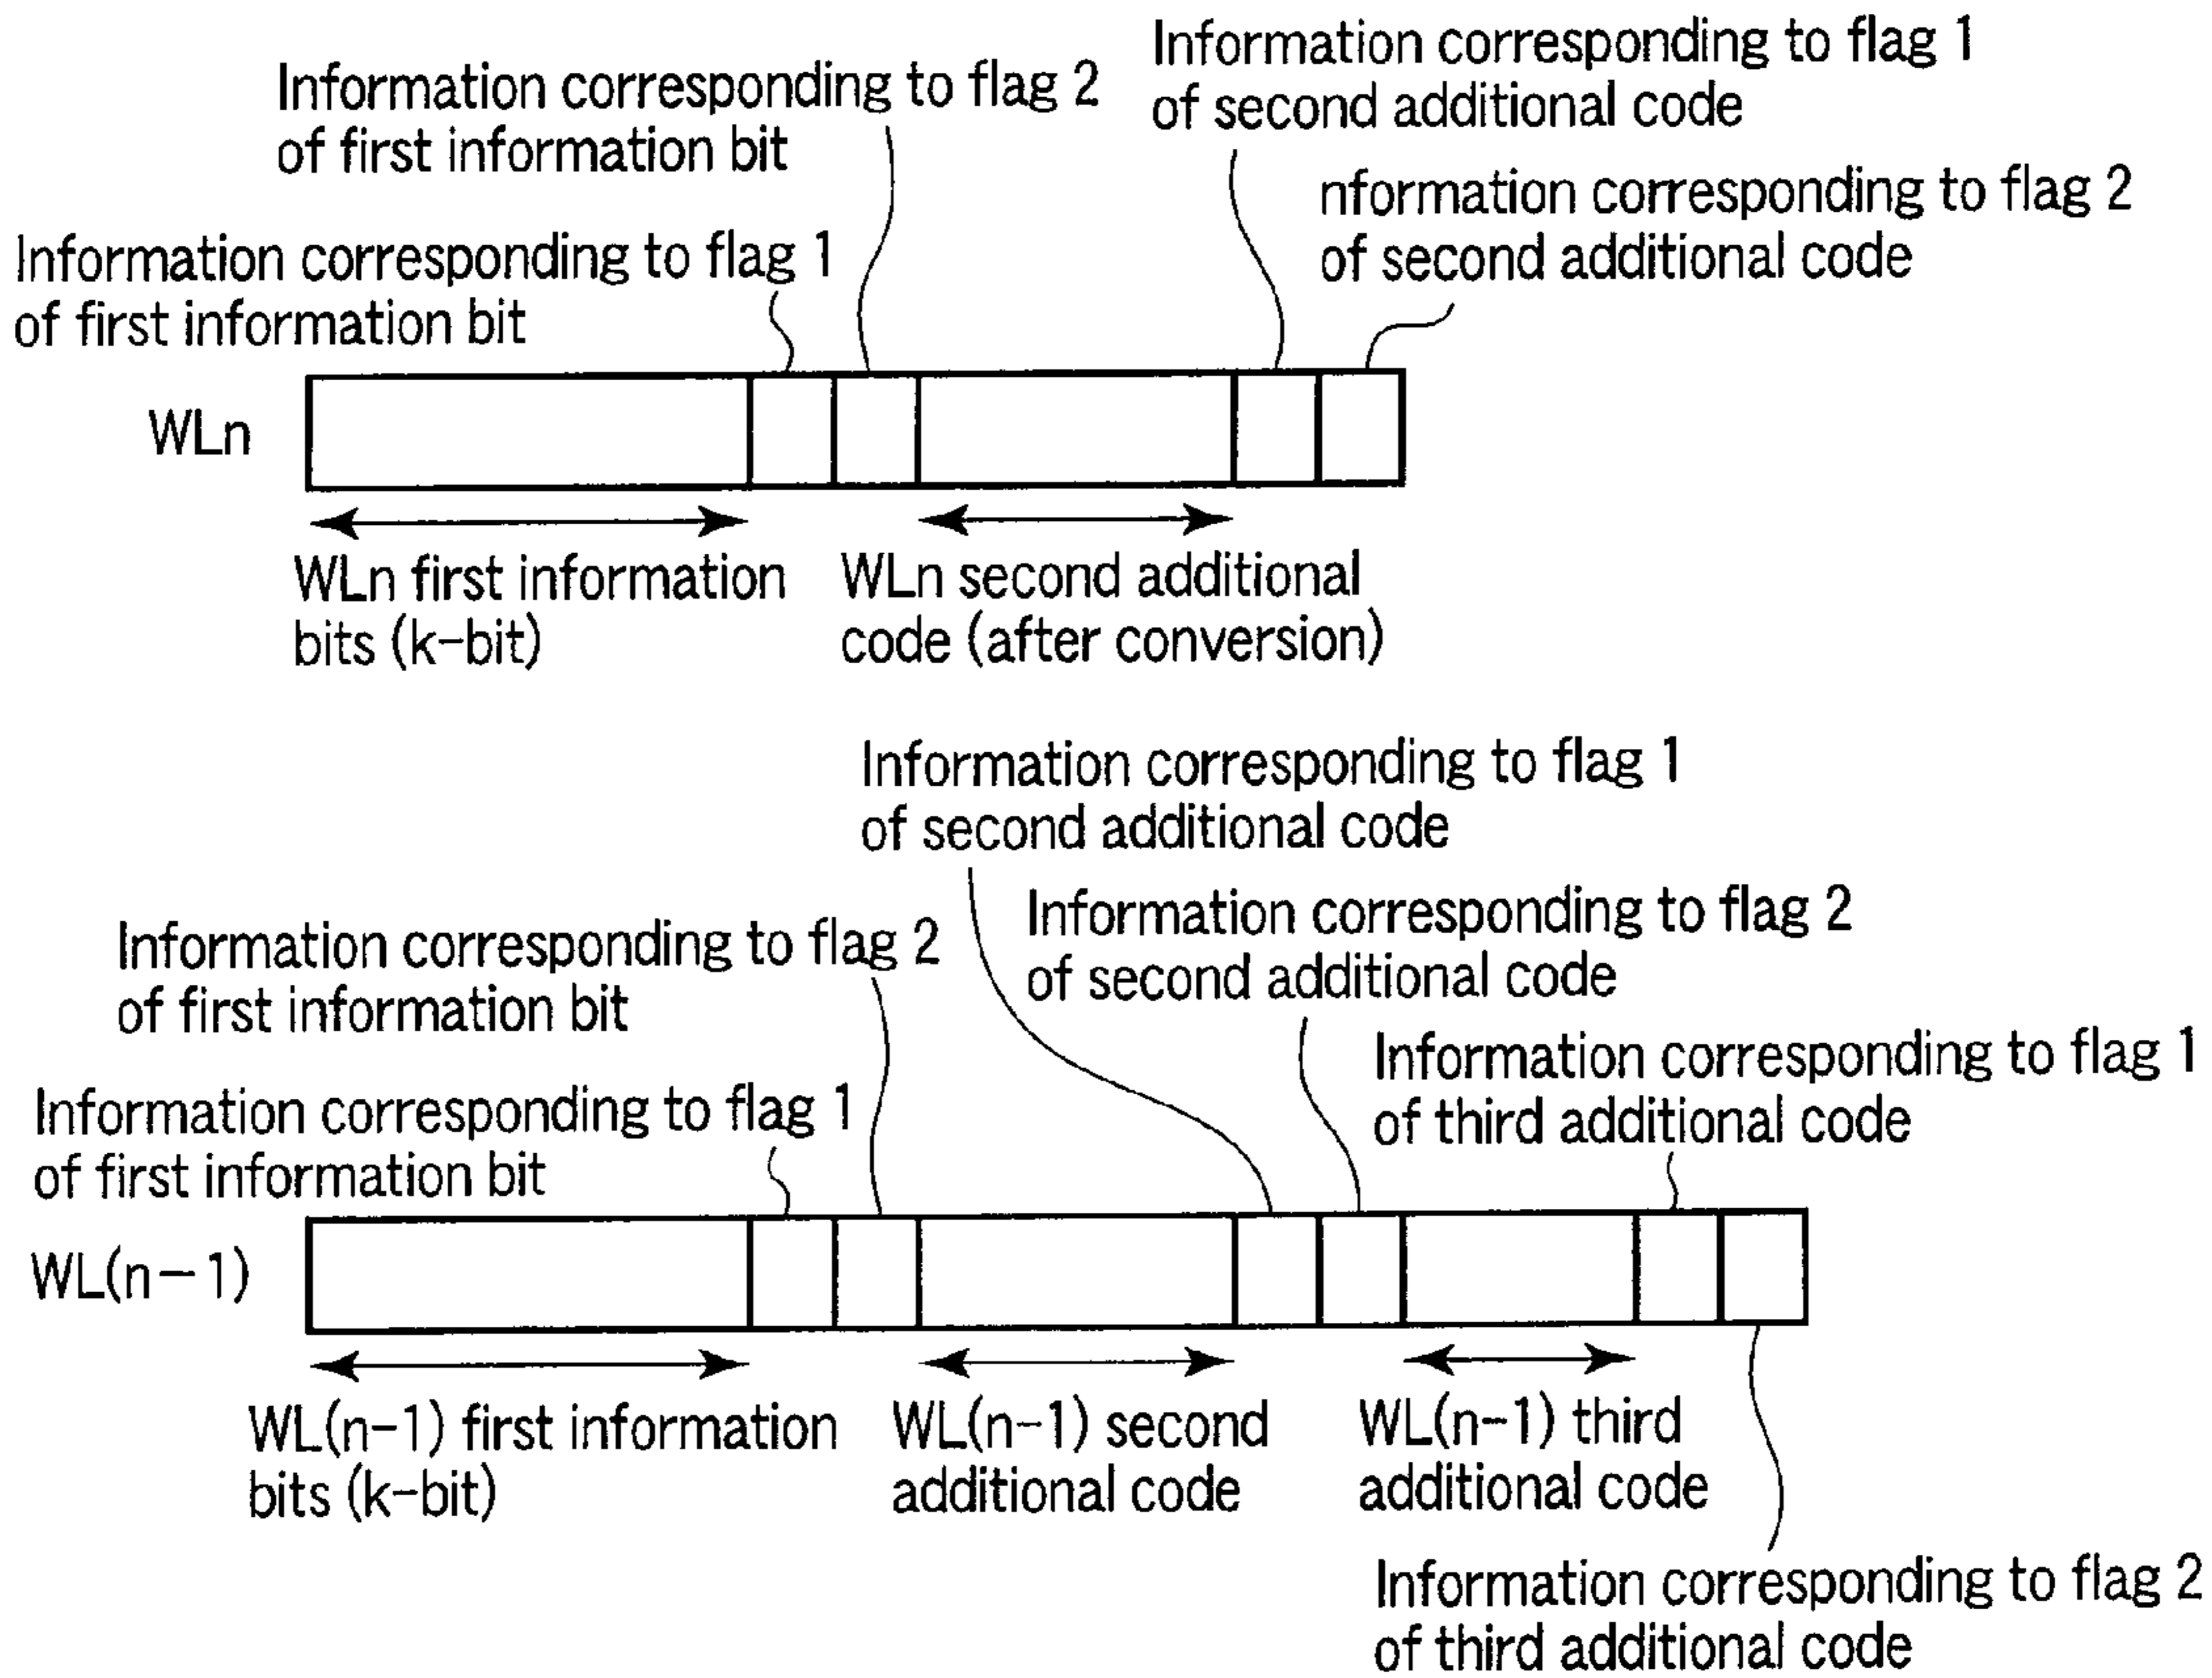 Information corresponding to flag 1
of second additional code
Information corresponding to flag 2
of first information bit
nformation corresponding to flag 2
of second additional code
Information corresponding to flag 1
of first information bit
WLn
WLn first information
bits (k-bit)
WLn second additional
code (after conversion)
Information corresponding to flag 1
of second additional code
Information corresponding to flag 2
of second additional code
Information corresponding to flag 2
of first information bit
Information corresponding to flag 1
of third additional code
Information corresponding to flag 1
of first information bit
WL(n-1)
WL(n-1) first information
bits (k-bit)
WL(n-1) second
additional code
WL(n-1) third
additional code
Information corresponding to flag 2
of third additional code